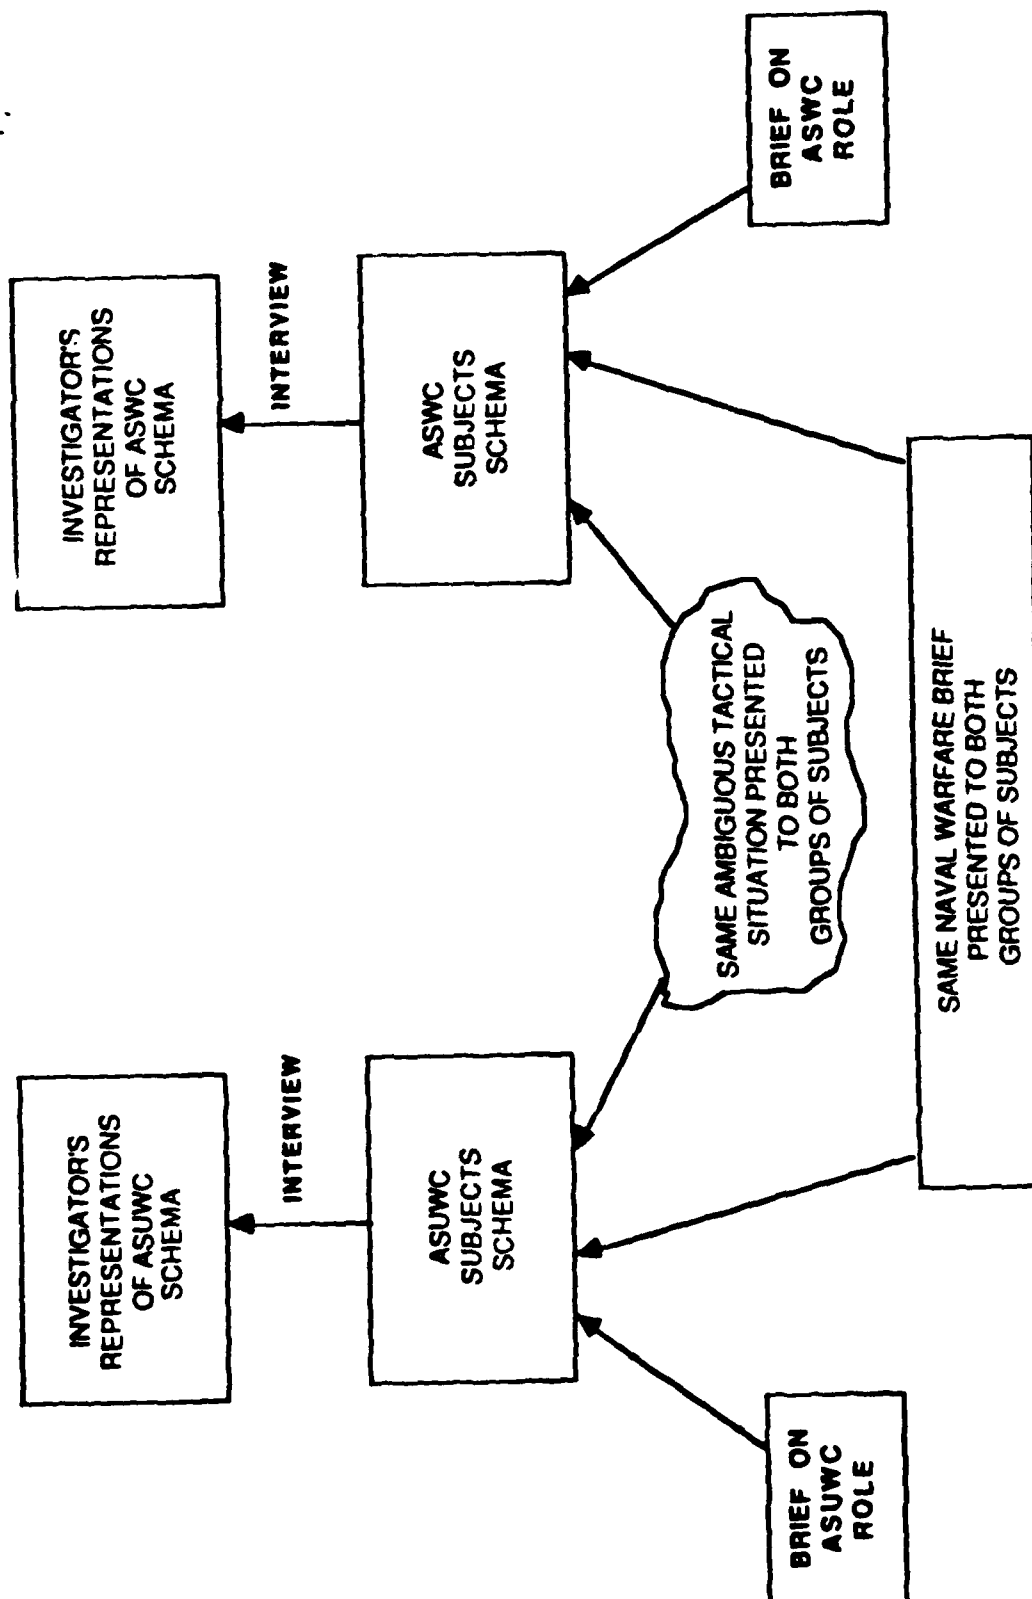 INVESTIGATOR'S
REPRESENTATIONS
OF ASUWC
SCHEMA
INVESTIGATOR'S
REPRESENTATIONS
OF ASWC
SCHEMA
INTERVIEW
INTERVIEW
ASUWC
SUBJECTS
SCHEMA
ASWC
SUBJECTS
SCHEMA
SAME AMBIGUOUS TACTICAL
SITUATION PRESENTED
TO BOTH
GROUPS OF SUBJECTS
BRIEF ON
ASUWC
ROLE
BRIEF ON
ASWC
ROLE
SAME NAVAL WARFARE BRIEF
PRESENTED TO BOTH
GROUPS OF SUBJECTS